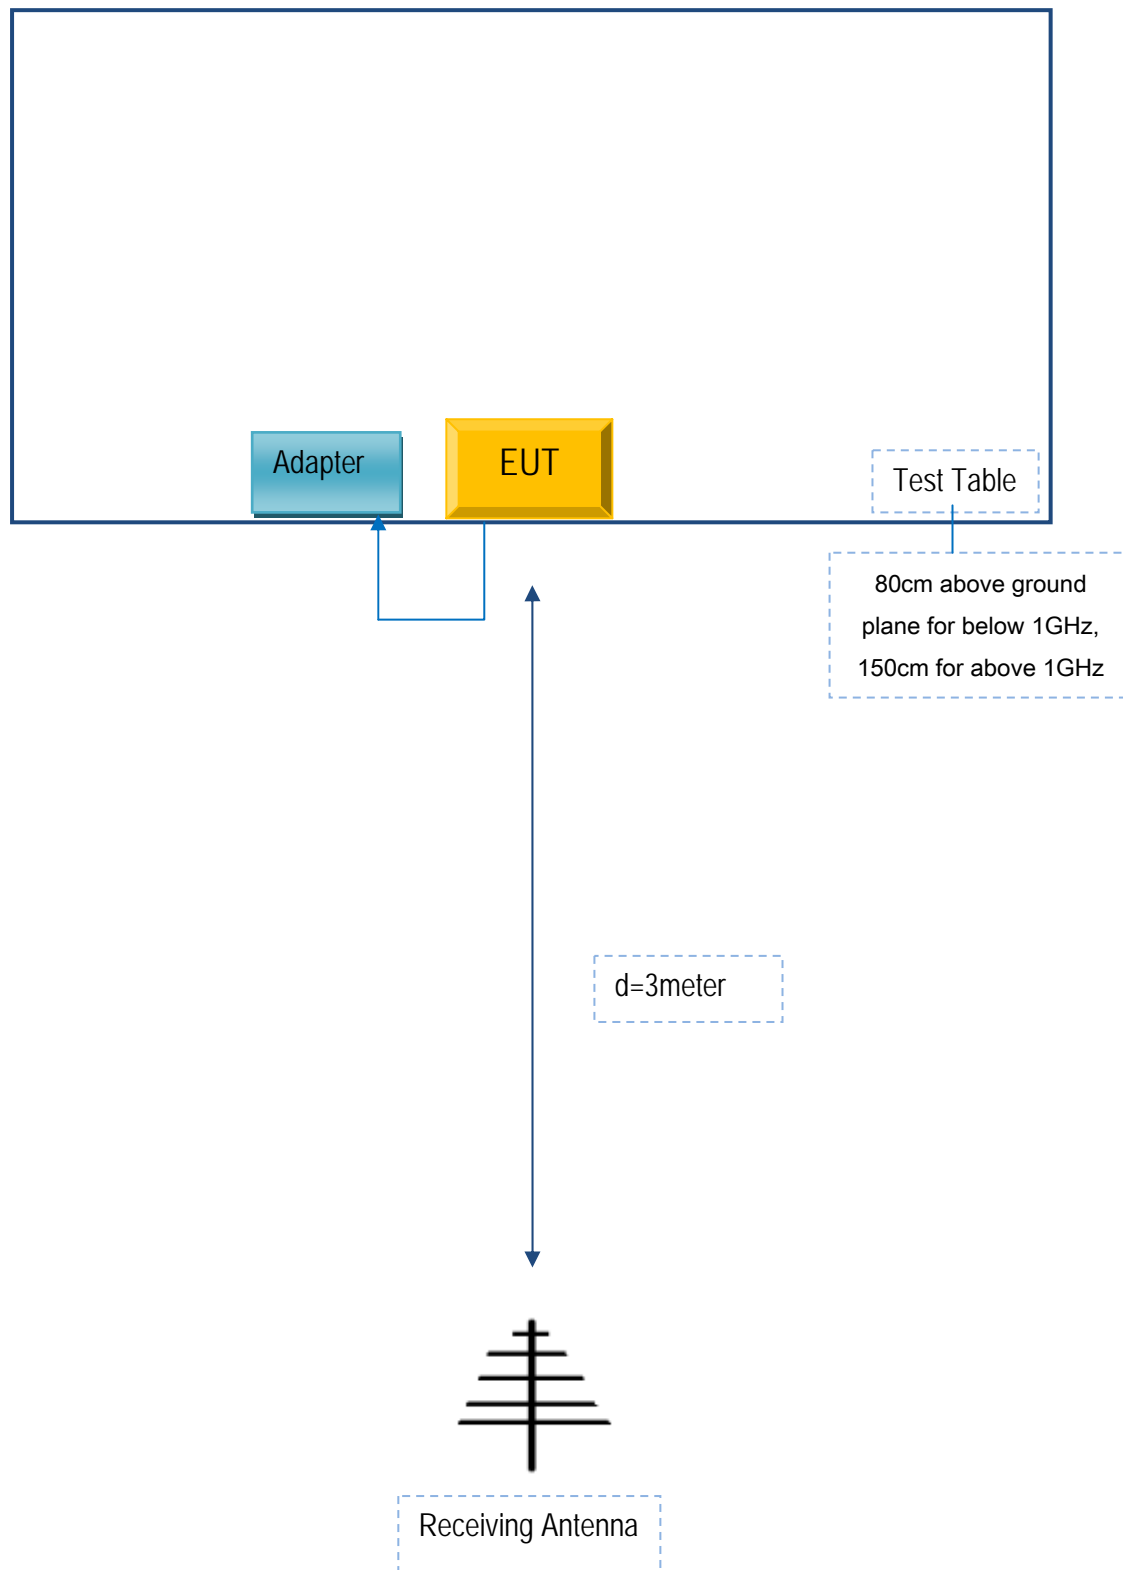 Adapter
EUT
Test Table
80cm above ground
plane for below 1GHz,
150cm for above 1GHz
d=3meter
Receiving Antenna